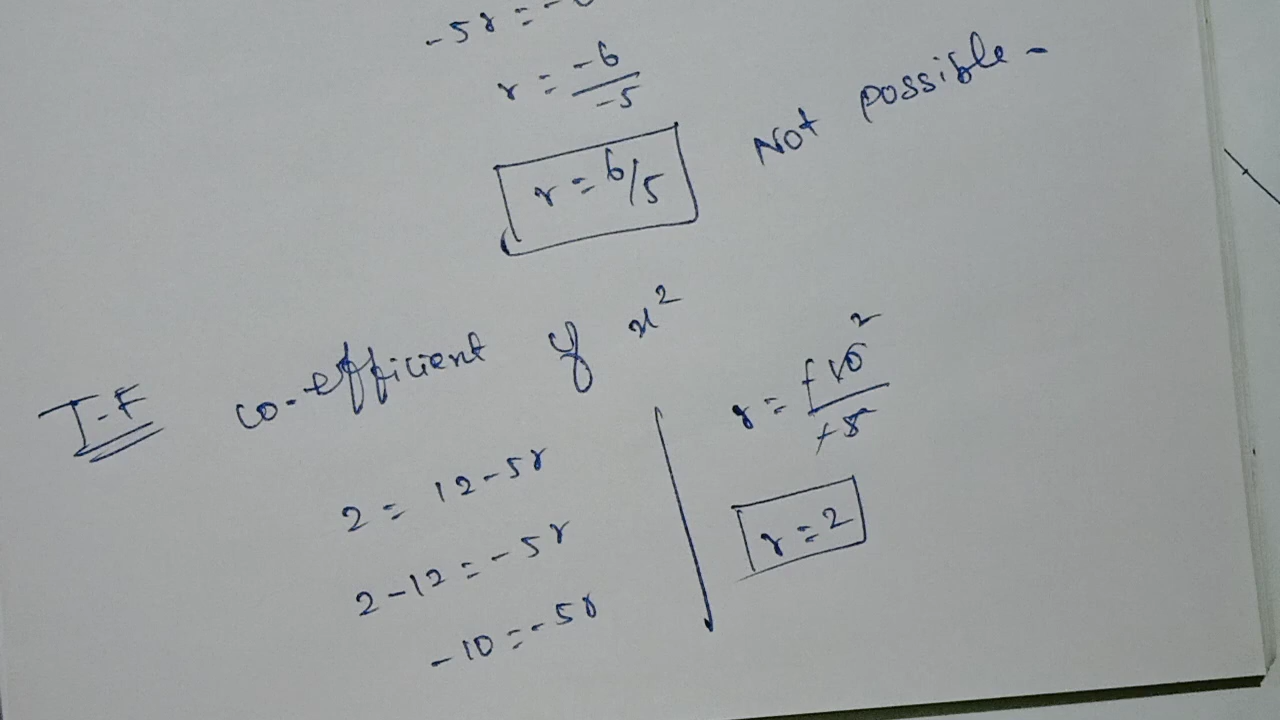 -5r = -6
r = -6/-5
r = 6/5 Not possible -
I.F co-efficient of x²
2 = 12-5r
2-12 = -5r
-10 = -5r
r = +10 2/+5
r = 2